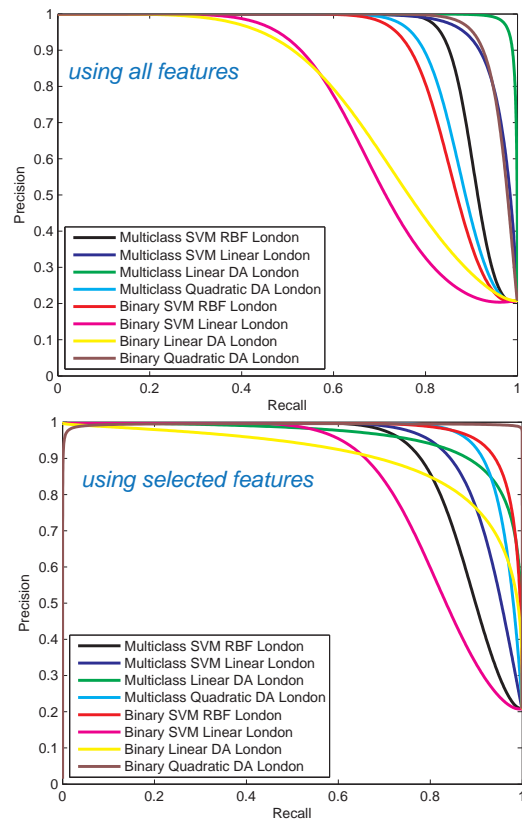 1
0.9
0.8
0.7
0.6
0.5
0.4
0.3
0.2
0.1
0
Precision
using all features
Multiclass SVM RBF London
Multiclass SVM Linear London
Multiclass Linear DA London
Multiclass Quadratic DA London
Binary SVM RBF London
Binary SVM Linear London
Binary Linear DA London
Binary Quadratic DA London
0 0.2 0.4 0.6 0.8 1
Recall
1
0.9
0.8
0.7
0.6
0.5
0.4
0.3
0.2
0.1
0
Precision
using selected features
Multiclass SVM RBF London
Multiclass SVM Linear London
Multiclass Linear DA London
Multiclass Quadratic DA London
Binary SVM RBF London
Binary SVM Linear London
Binary Linear DA London
Binary Quadratic DA London
0 0.2 0.4 0.6 0.8 1
Recall